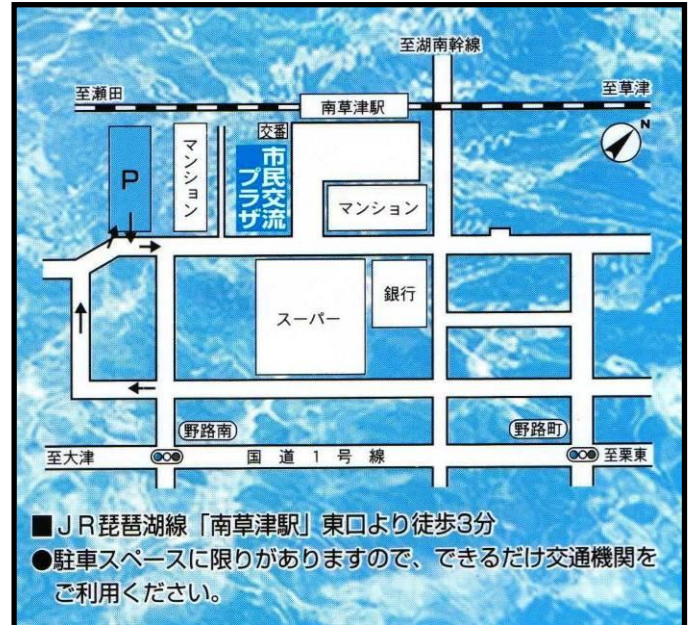 至湖南幹線
至瀬田
至草津
南草津駅
交番
N
P
マンション
市民交流
プラザ
マンション
銀行
スーパー
野路南
野路町
至大津
国道1号線
至栗東
■JR琵琶湖線「南草津駅」東口より徒歩3分
●駐車スペースに限りがありますので、できるだけ交通機関を
ご利用ください。